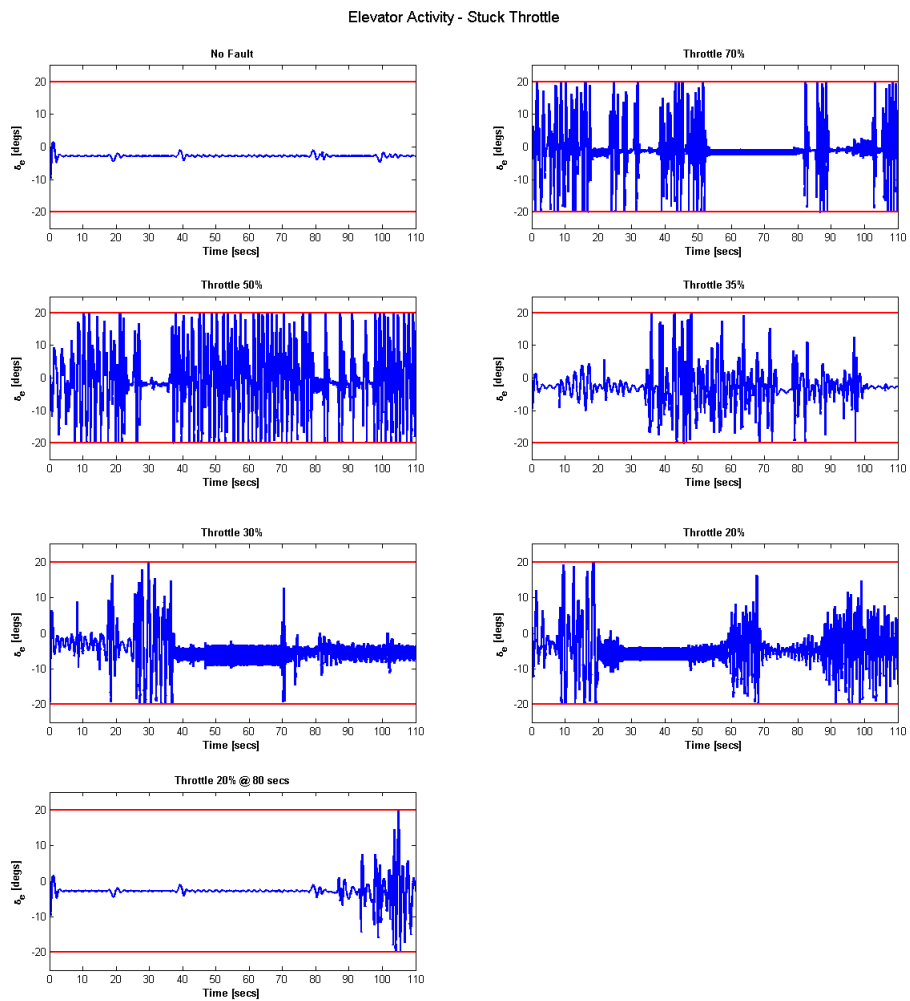 Elevator Activity - Stuck Throttle
No Fault
20
10
0
-10
-20
δe [degs]
0 10 20 30 40 50 60 70 80 90 100 110
Time [secs]
Throttle 70%
20
10
0
-10
-20
δe [degs]
0 10 20 30 40 50 60 70 80 90 100 110
Time [secs]
Throttle 50%
20
10
0
-10
-20
δe [degs]
0 10 20 30 40 50 60 70 80 90 100 110
Time [secs]
Throttle 35%
20
10
0
-10
-20
δe [degs]
0 10 20 30 40 50 60 70 80 90 100 110
Time [secs]
Throttle 30%
20
10
0
-10
-20
δe [degs]
0 10 20 30 40 50 60 70 80 90 100 110
Time [secs]
Throttle 20%
20
10
0
-10
-20
δe [degs]
0 10 20 30 40 50 60 70 80 90 100 110
Time [secs]
Throttle 20% @ 80 secs
20
10
0
-10
-20
δe [degs]
0 10 20 30 40 50 60 70 80 90 100 110
Time [secs]